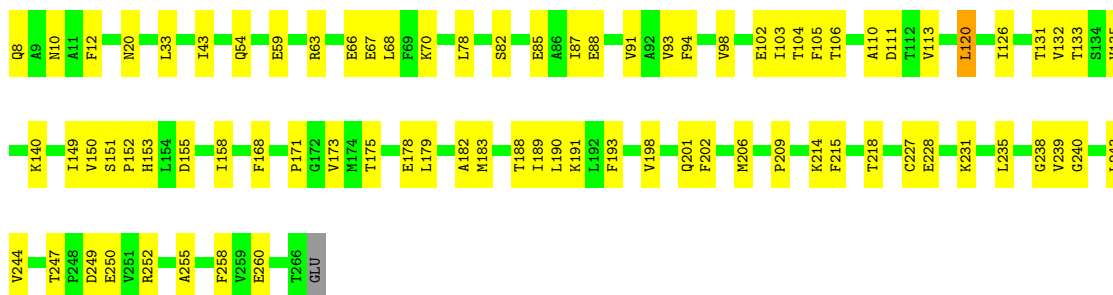 Q8 A9 N10 A11 F12 N20 L33 I43 Q54 E59 R63 E66 E67 L68 F69 K70 L78 S82 E85 A86 I87 E88 V91 A92 V93 F94 V98 E102 I103 T104 F105 T106 A110 D111 T112 V113 L120 I126 T131 V132 T133 S134
K140 I149 V150 S151 P152 H153 L154 D155 I158 F168 P171 G172 V173 M174 T175 E178 L179 A182 M183 T188 I189 L190 K191 L192 F193 V198 Q201 F202 M206 P209 K214 F215 T218 C227 E228 K231 L235 G238 V239 G240
V244 T247 P248 D249 E250 V251 R252 A255 F258 V259 E260 T266 GLU